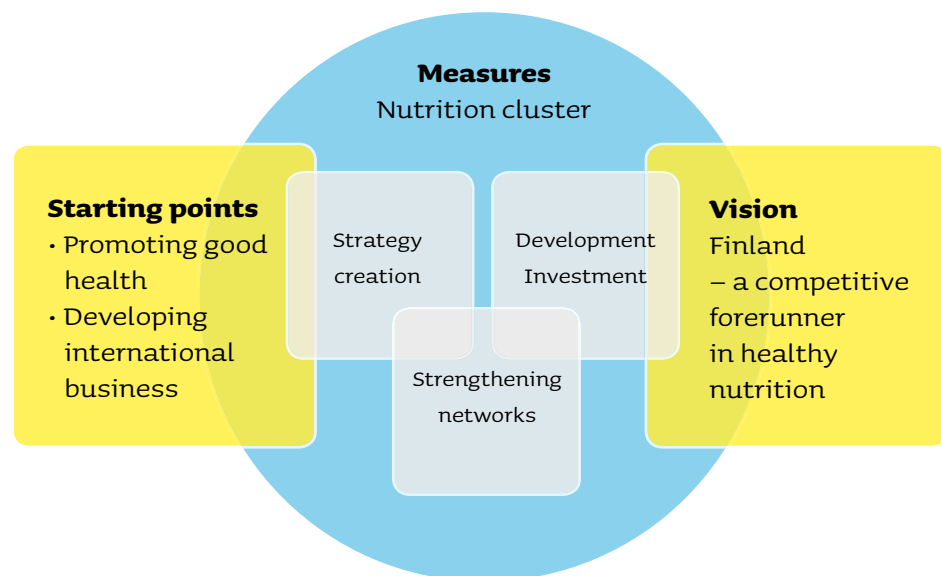 Measures
Nutrition cluster
Starting points
· Promoting good
health
· Developing
international
business
Strategy
creation
Development
Investment
Strengthening
networks
Vision
Finland
– a competitive
forerunner
in healthy
nutrition